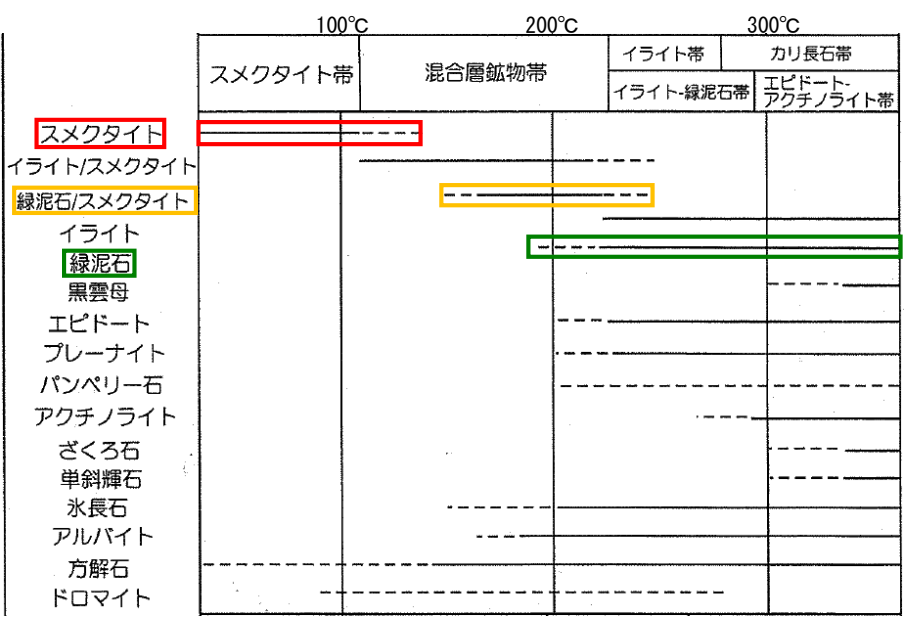 100℃ 200℃ 300℃
スメクタイト帯 混合層鉱物帯 イライト帯 カリ長石帯
イライト-緑泥石帯 エピドート-
アクチノライト帯
スメクタイト
イライト/スメクタイト
緑泥石/スメクタイト
イライト
緑泥石
黒雲母
エピドート
プレーナイト
パンペリー石
アクチノライト
ざくろ石
単斜輝石
氷長石
アルバイト
方解石
ドロマイト